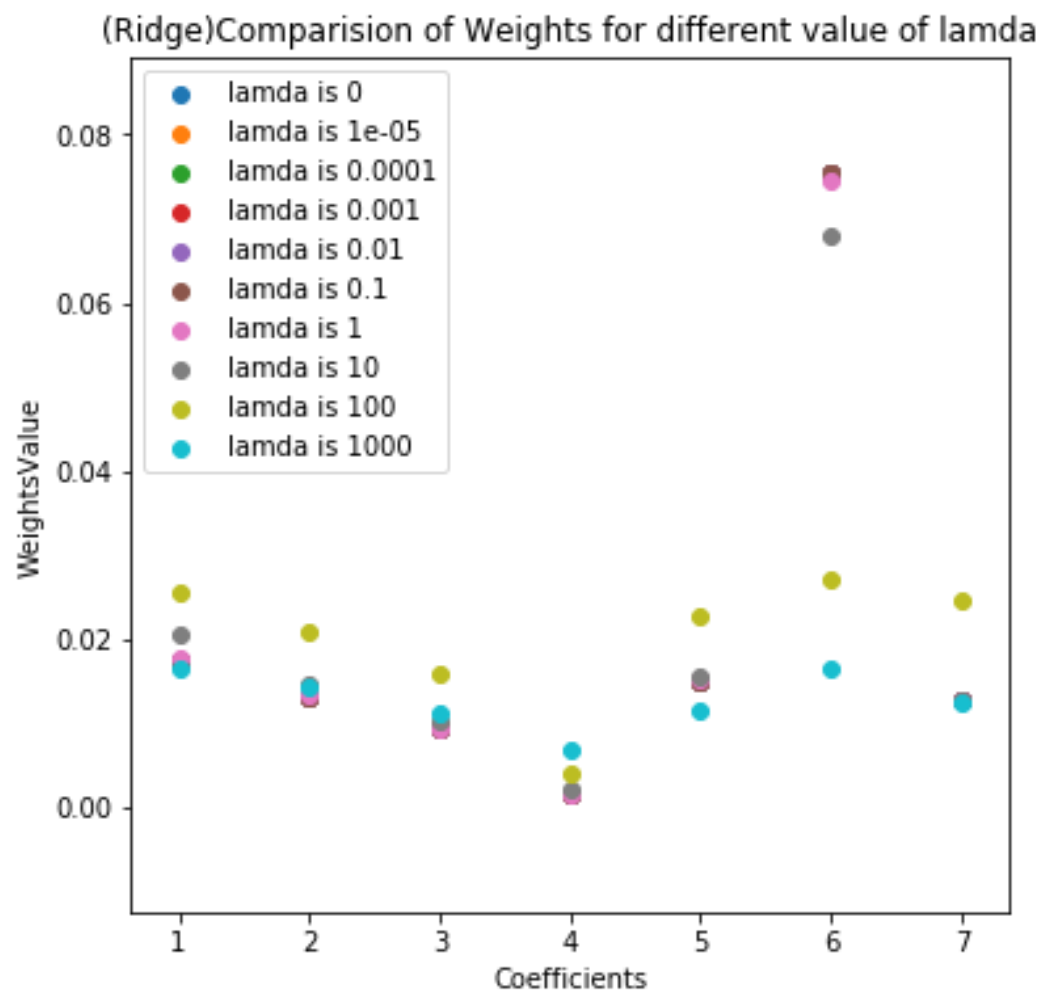 (Ridge)Comparision of Weights for different value of lamda
lamda is 0
lamda is 1e-05
lamda is 0.0001
lamda is 0.001
lamda is 0.01
lamda is 0.1
lamda is 1
lamda is 10
lamda is 100
lamda is 1000
WeightsValue
0.08
0.06
0.04
0.02
0.00
1 2 3 4 5 6 7
Coefficients